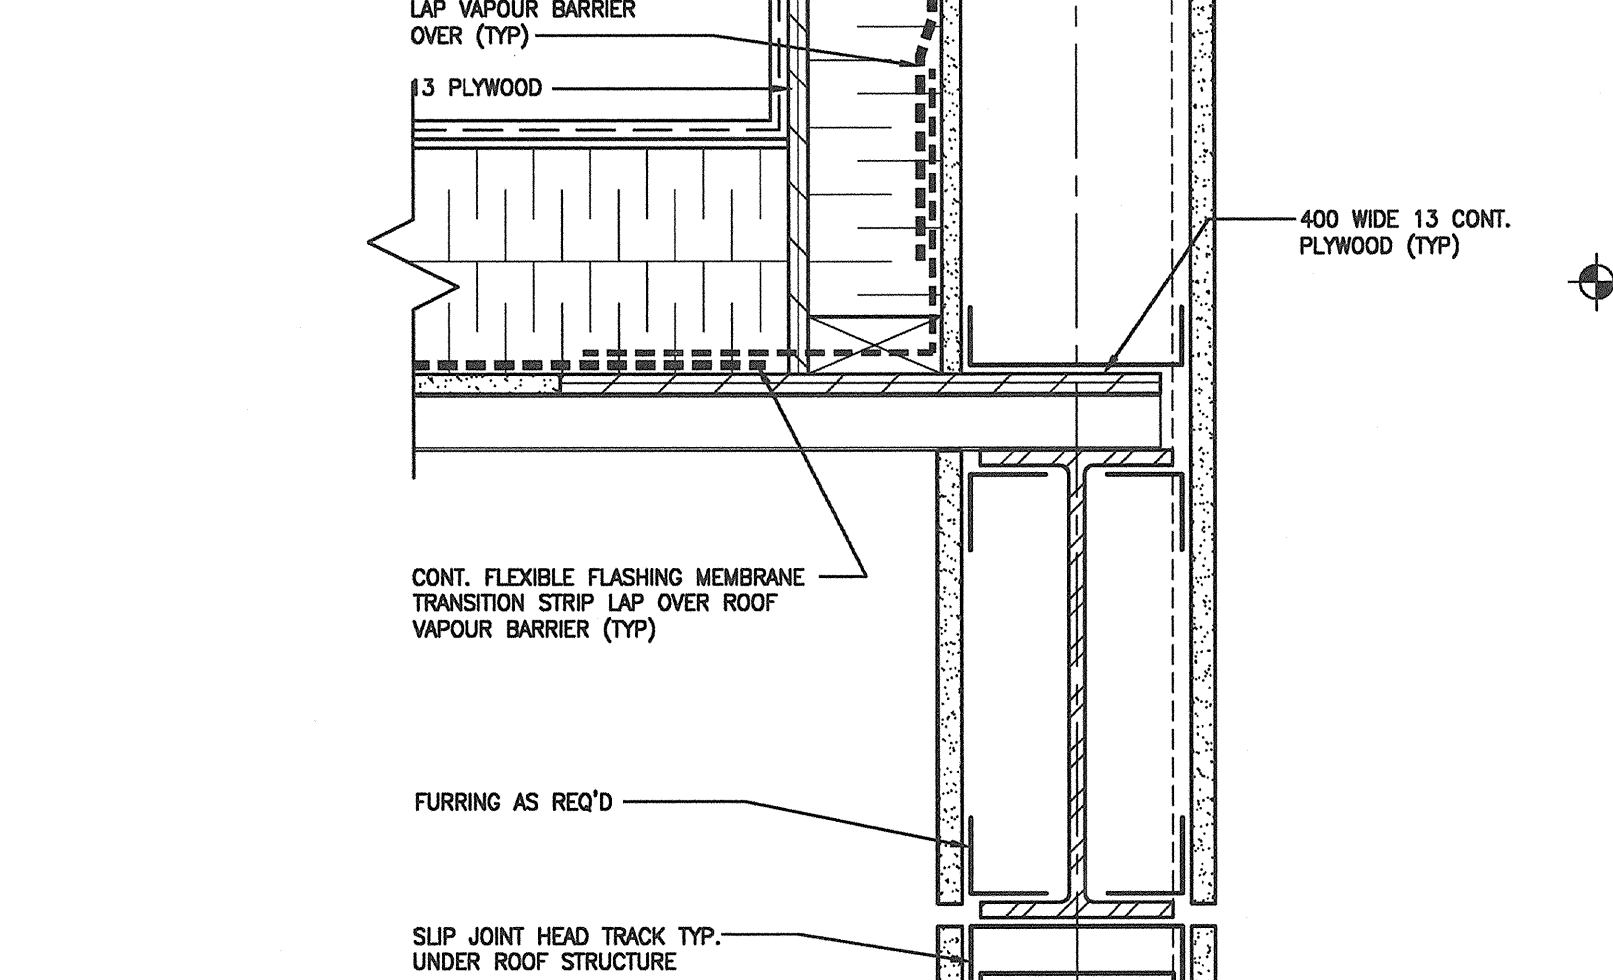 LAP VAPOUR BARRIER
OVER (TYP)
13 PLYWOOD
400 WIDE 13 CONT.
PLYWOOD (TYP)
CONT. FLEXIBLE FLASHING MEMBRANE
TRANSITION STRIP LAP OVER ROOF
VAPOUR BARRIER (TYP)
FURRING AS REQ'D
SLIP JOINT HEAD TRACK TYP.
UNDER ROOF STRUCTURE